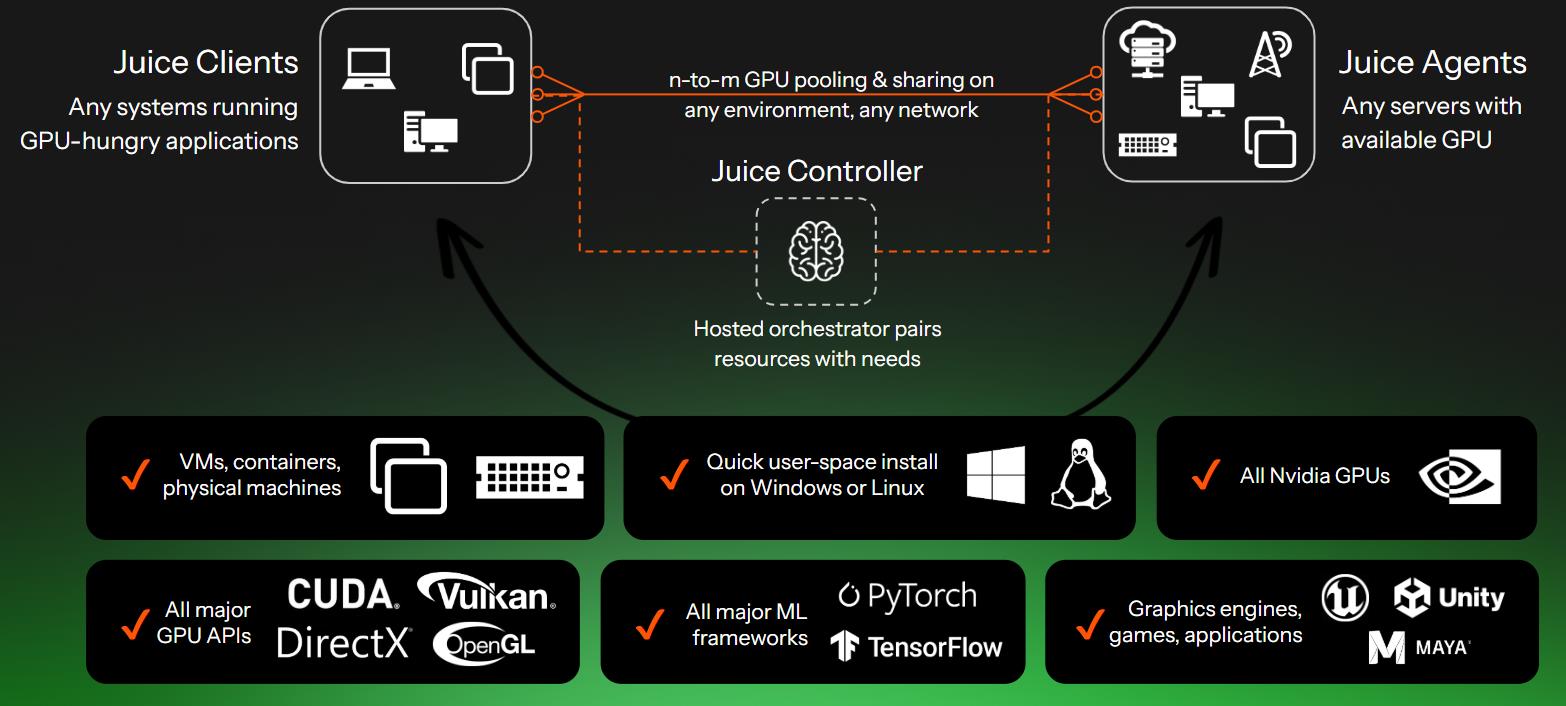 Juice Clients
Any systems running
GPU-hungry applications
n-to-m GPU pooling & sharing on
any environment, any network
Juice Agents
Any servers with
available GPU
Juice Controller
Hosted orchestrator pairs
resources with needs
VMs, containers,
physical machines
Quick user-space install
on Windows or Linux
All Nvidia GPUs
All major
GPU APIs
CUDA®
Vulkan®
DirectX®
OpenGL
All major ML
frameworks
PyTorch
TensorFlow
Graphics engines,
games, applications
Unity
M MAYA®